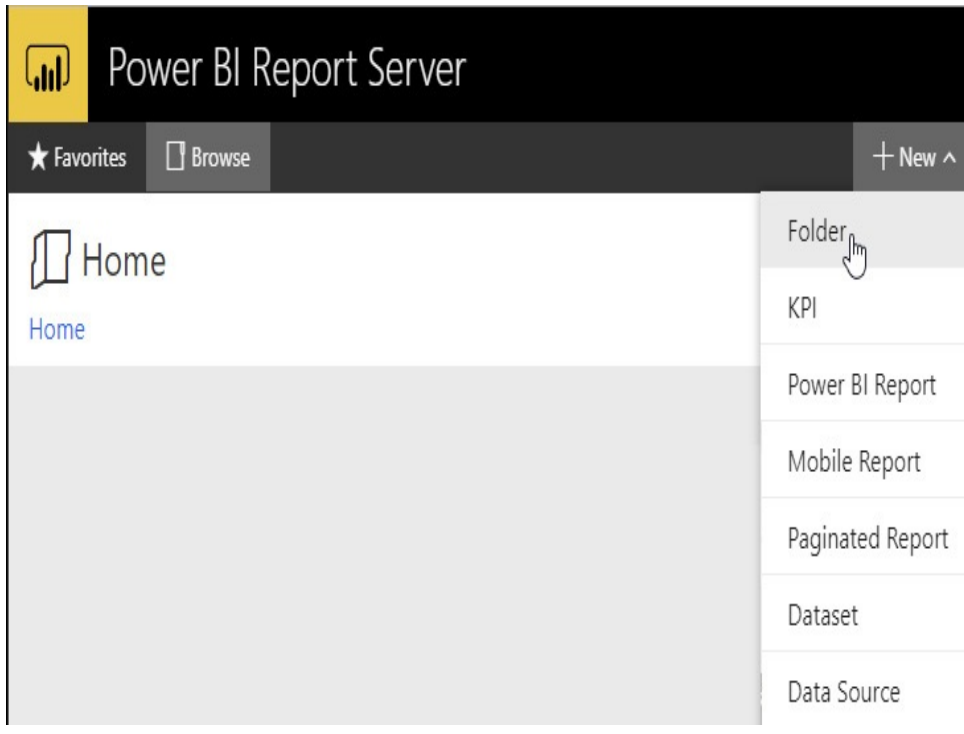 Power BI Report Server
Favorites Browse New
Home
Home
Folder
KPI
Power BI Report
Mobile Report
Paginated Report
Dataset
Data Source